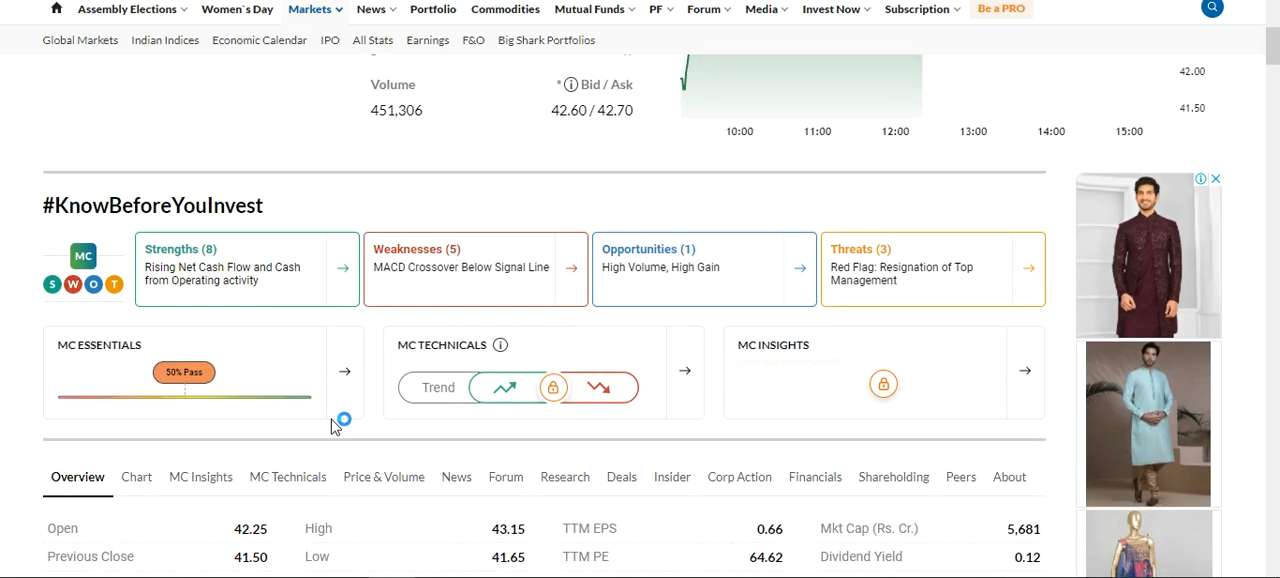 Assembly Elections Women's Day Markets News Portfolio Commodities Mutual Funds PF Forum Media Invest Now Subscription Be a PRO
Global Markets Indian Indices Economic Calendar IPO All Stats Earnings F&O Big Shark Portfolios
Volume * Bid / Ask
451,306 42.60 / 42.70
42.00
41.50
10:00 11:00 12:00 13:00 14:00 15:00
#KnowBeforeYouInvest
MC
S W O T
Strengths (8)
Rising Net Cash Flow and Cash
from Operating activity
Weaknesses (5)
MACD Crossover Below Signal Line
Opportunities (1)
High Volume, High Gain
Threats (3)
Red Flag: Resignation of Top
Management
MC ESSENTIALS
50% Pass
MC TECHNICALS
Trend
MC INSIGHTS
Overview Chart MC Insights MC Technicals Price & Volume News Forum Research Deals Insider Corp Action Financials Shareholding Peers About
Open 42.25 High 43.15 TTM EPS 0.66 Mkt Cap (Rs. Cr.) 5,681
Previous Close 41.50 Low 41.65 TTM PE 64.62 Dividend Yield 0.12